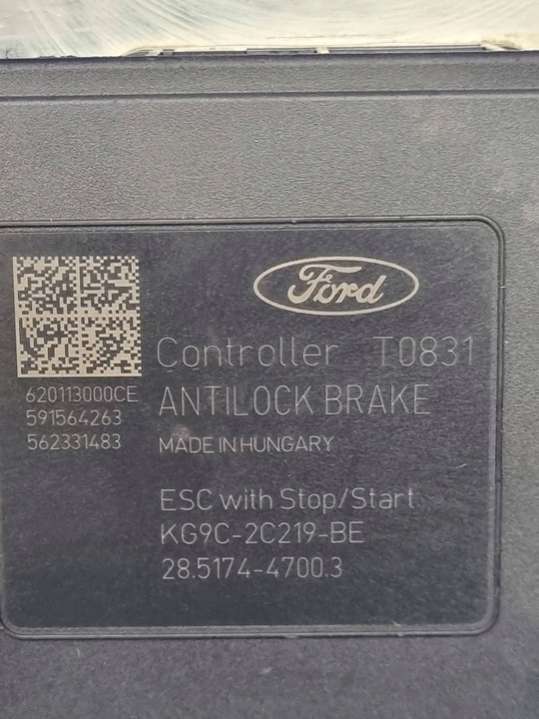 Ford
Controller T0831
620113000CE
ANTILOCK BRAKE
591564263
562331483
MADE IN HUNGARY
ESC with Stop/Start
KG9C-2C219-BE
28.5174-4700.3